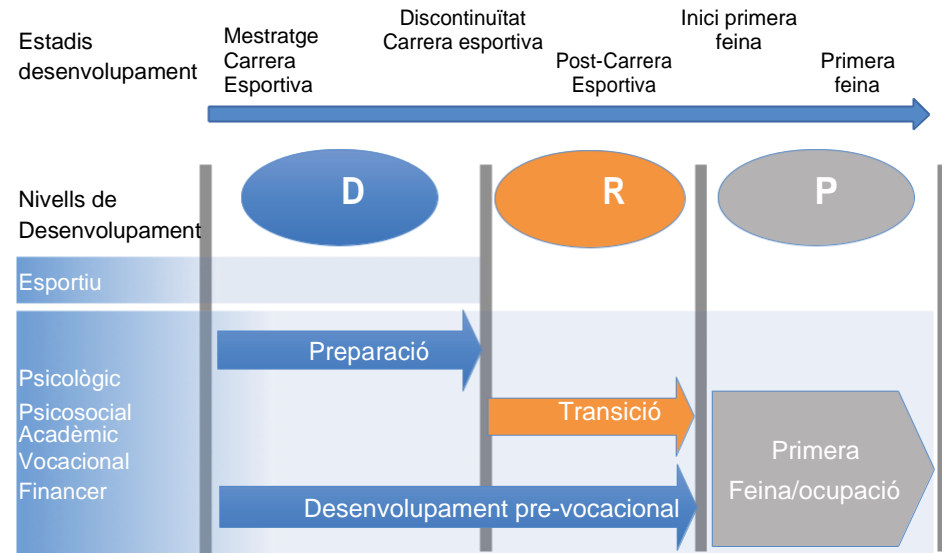 Estadis
desenvolupament
Mestratge
Carrera
Esportiva
Discontinuïtat
Carrera esportiva
Post-Carrera
Esportiva
Inici primera
feina
Primera
feina
D
R
P
Nivells de
Desenvolupament
Esportiu
Psicològic
Psicosocial
Acadèmic
Vocacional
Financer
Preparació
Transició
Desenvolupament pre-vocacional
Primera
Feina/ocupació